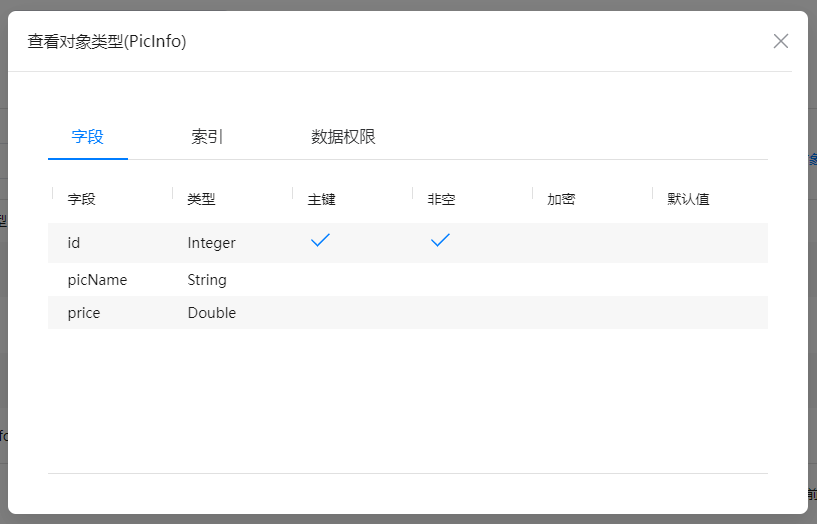 查看对象类型(PicInfo)
字段 索引 数据权限
字段 类型 主键 非空 加密 默认值
id Integer
picName String
price Double